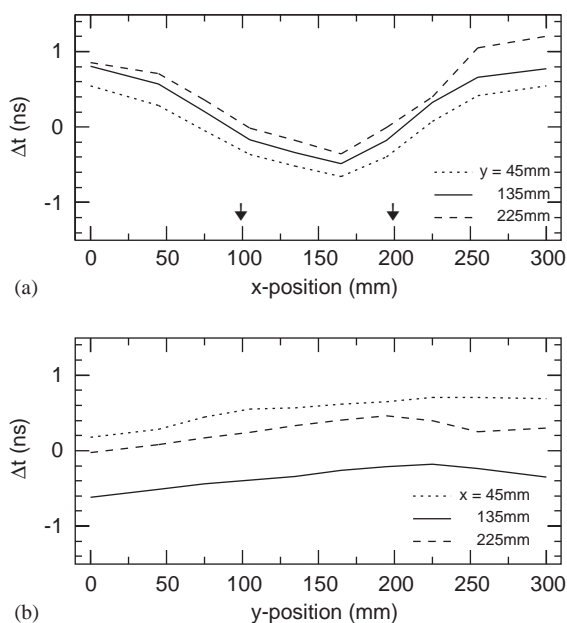 1
0
-1
Δt (ns)
y = 45mm
135mm
225mm
0 50 100 150 200 250 300
(a) x-position (mm)
1
0
-1
Δt (ns)
x = 45mm
135mm
225mm
0 50 100 150 200 250 300
(b) y-position (mm)